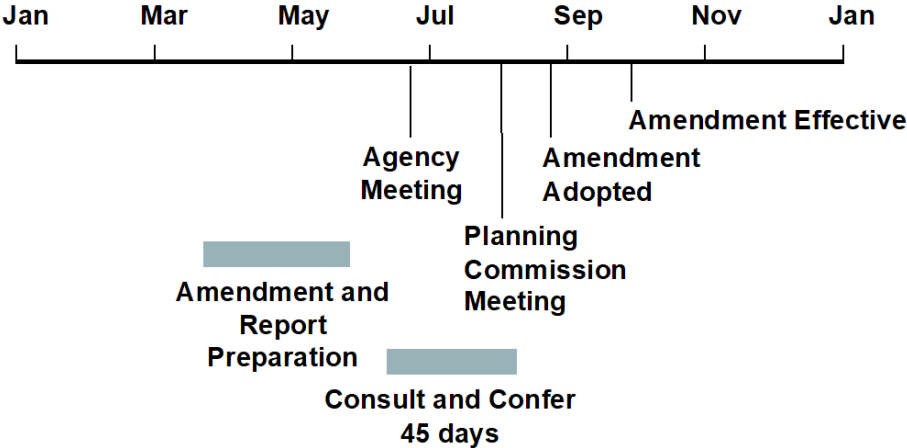 Jan Mar May Jul Sep Nov Jan
Amendment Effective
Agency
Meeting
Amendment
Adopted
Planning
Commission
Meeting
Amendment and
Report
Preparation
Consult and Confer
45 days